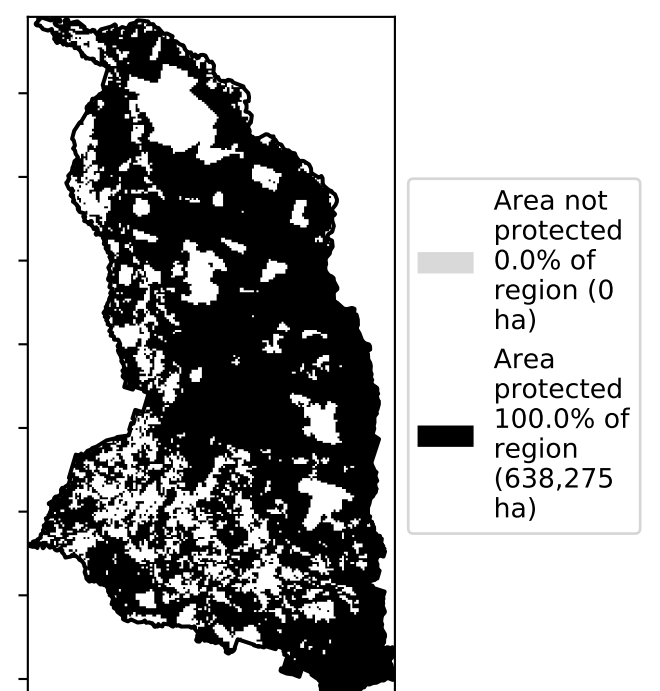 Area not
protected
0.0% of
region (0
ha)
Area
protected
100.0% of
region
(638,275
ha)